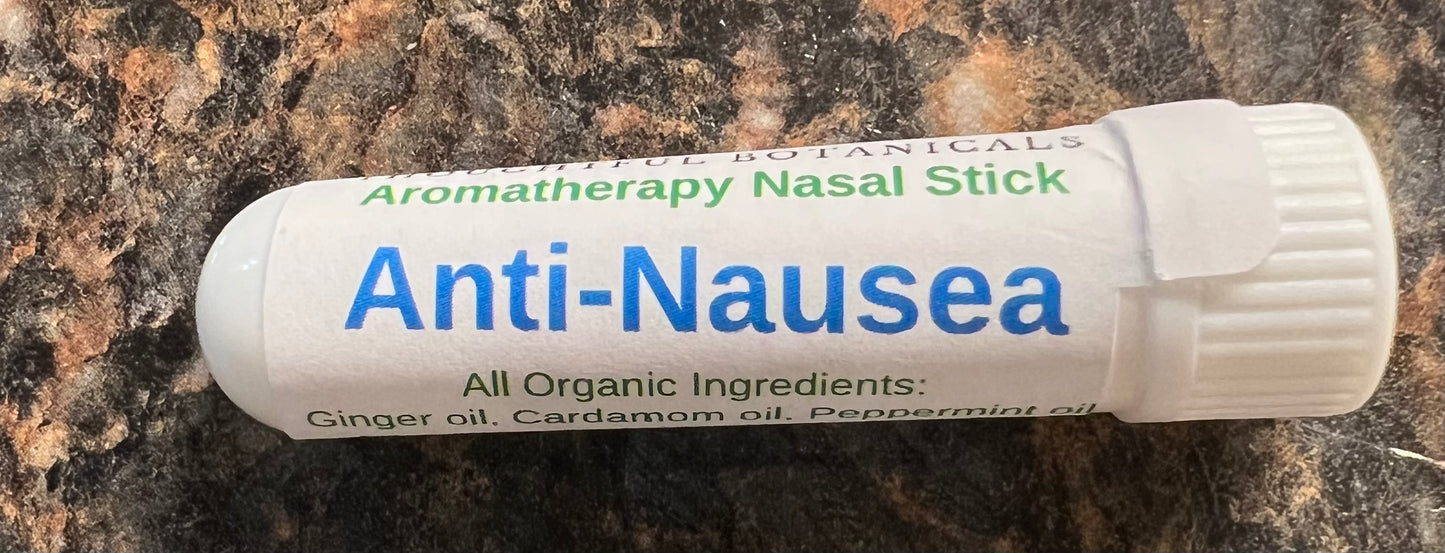 BOTANICALS
Aromatherapy Nasal Stick
Anti-Nausea
All Organic Ingredients:
Ginger oil, Cardamom oil, Peppermint oil